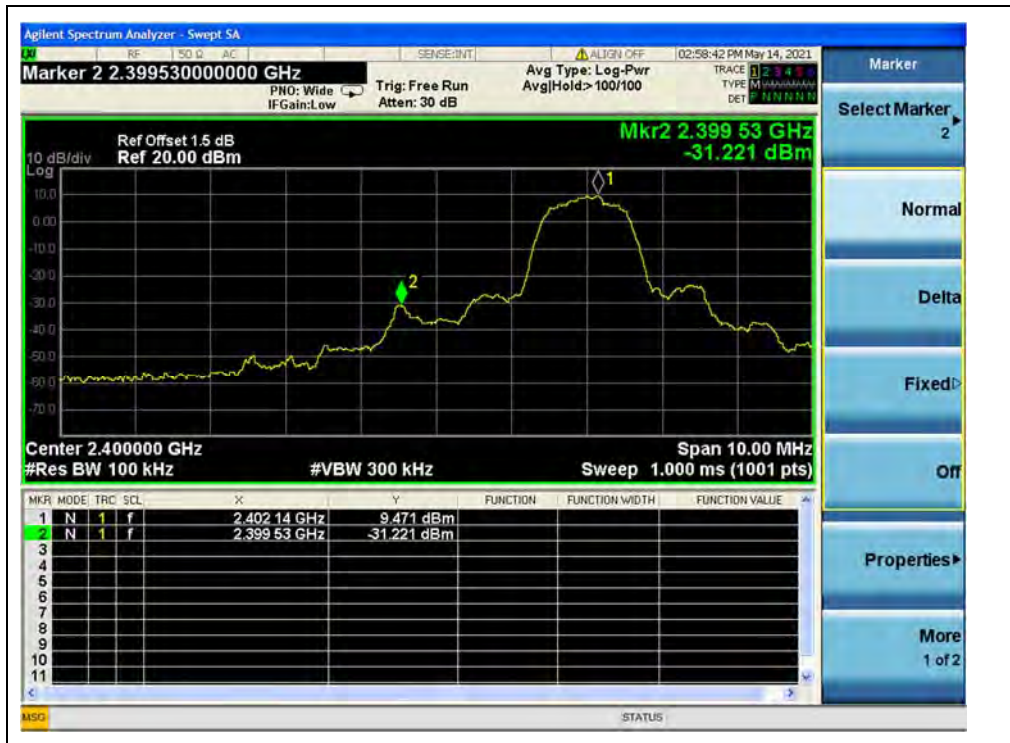 Agilent Spectrum Analyzer - Swept SA
LXI RF 50 Ω AC SENSE:INT ALIGN OFF 02:58:42 PM May 14, 2021
Marker 2 2.399530000000 GHz
PNO: Wide
IFGain:Low
Trig: Free Run
Atten: 30 dB
Avg Type: Log-Pwr
Avg|Hold:>100/100
TRACE 1 2 3 4 5 6
TYPE M
DET P N N N N N
Mkr2 2.399 53 GHz
-31.221 dBm
Ref Offset 1.5 dB
10 dB/div Ref 20.00 dBm
Log
10.0
0.00
-10.0
-20.0
-30.0
-40.0
-50.0
-60.0
-70.0
1
2
Center 2.400000 GHz Span 10.00 MHz
#Res BW 100 kHz #VBW 300 kHz Sweep 1.000 ms (1001 pts)
MKR MODE TRC SCL X Y FUNCTION FUNCTION WIDTH FUNCTION VALUE
1 N 1 f 2.402 14 GHz 9.471 dBm
2 N 1 f 2.399 53 GHz -31.221 dBm
3
4
5
6
7
8
9
10
11
MSG STATUS
Marker
Select Marker
2
Normal
Delta
Fixed
Off
Properties
More
1 of 2